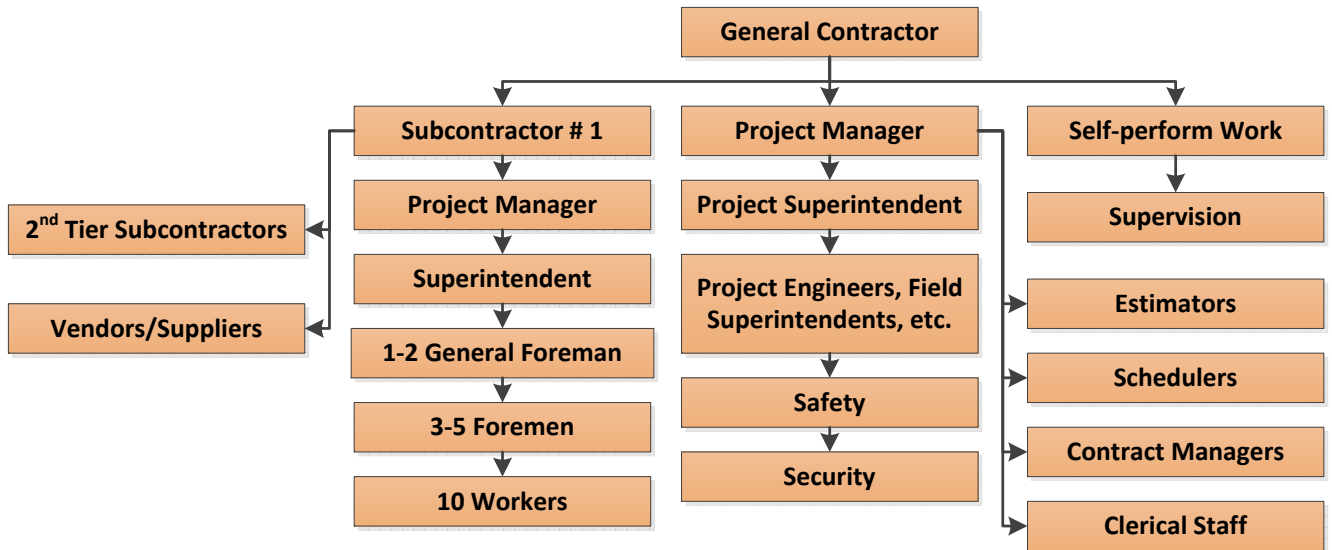 General Contractor
Subcontractor # 1
Project Manager
Self-perform Work
2nd Tier Subcontractors
Vendors/Suppliers
Project Manager
Superintendent
1-2 General Foreman
3-5 Foremen
10 Workers
Project Superintendent
Project Engineers, Field
Superintendents, etc.
Safety
Security
Supervision
Estimators
Schedulers
Contract Managers
Clerical Staff